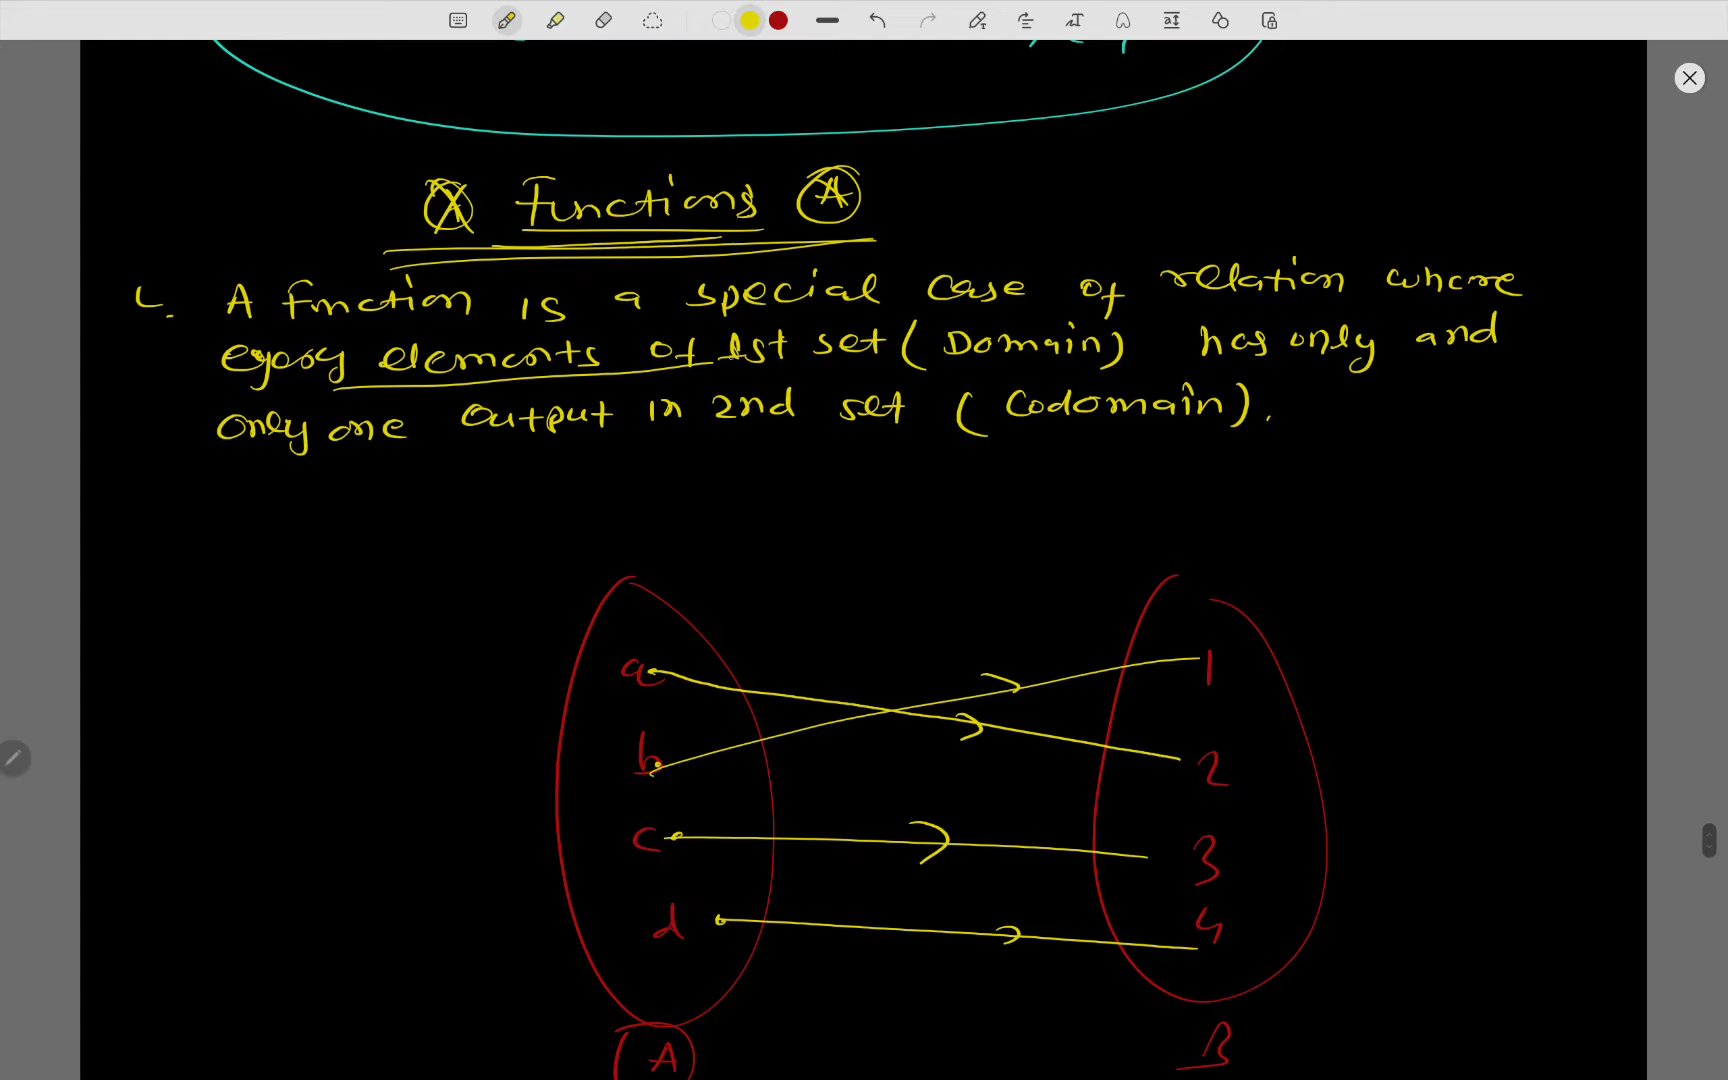 Functions
A Function is a special case of relation where
every elements of 1st set (Domain) has only and
only one output in 2nd set (Codomain).
a 1
b 2
c 3
d 4
A B